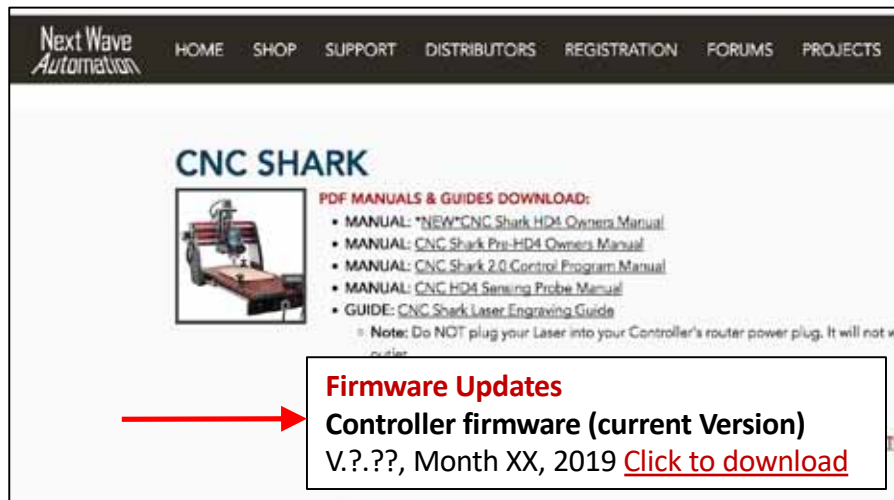 Next Wave
Automation
HOME SHOP SUPPORT DISTRIBUTORS REGISTRATION FORUMS PROJECTS
CNC SHARK
PDF MANUALS & GUIDES DOWNLOAD:
• MANUAL: *NEW*CNC Shark HD4 Owners Manual
• MANUAL: CNC Shark Pre-HD4 Owners Manual
• MANUAL: CNC Shark 2.0 Control Program Manual
• MANUAL: CNC HD4 Sensing Probe Manual
• GUIDE: CNC Shark Laser Engraving Guide
Note: Do NOT plug your Laser into your Controller's router power plug. It will not
outlet
Firmware Updates
Controller firmware (current Version)
V.?.??, Month XX, 2019 Click to download